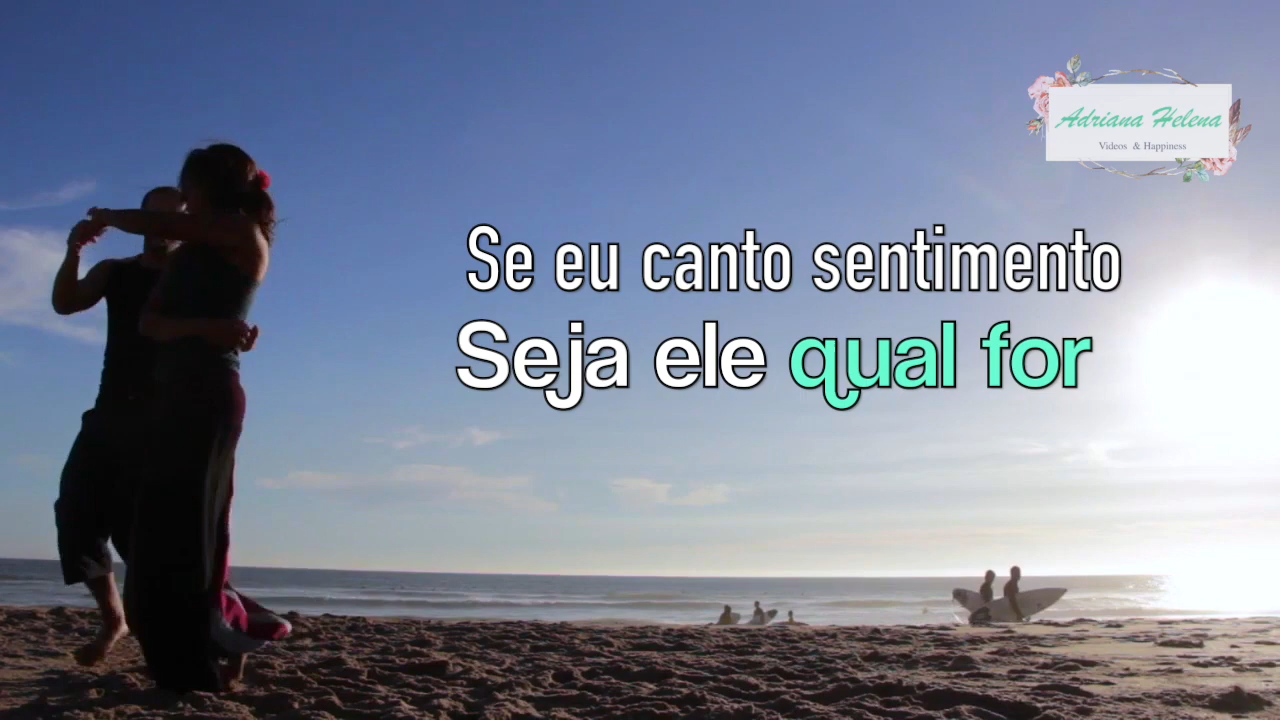 Adriana Helena
Videos & Happiness
Se eu canto sentimento
Seja ele qual for